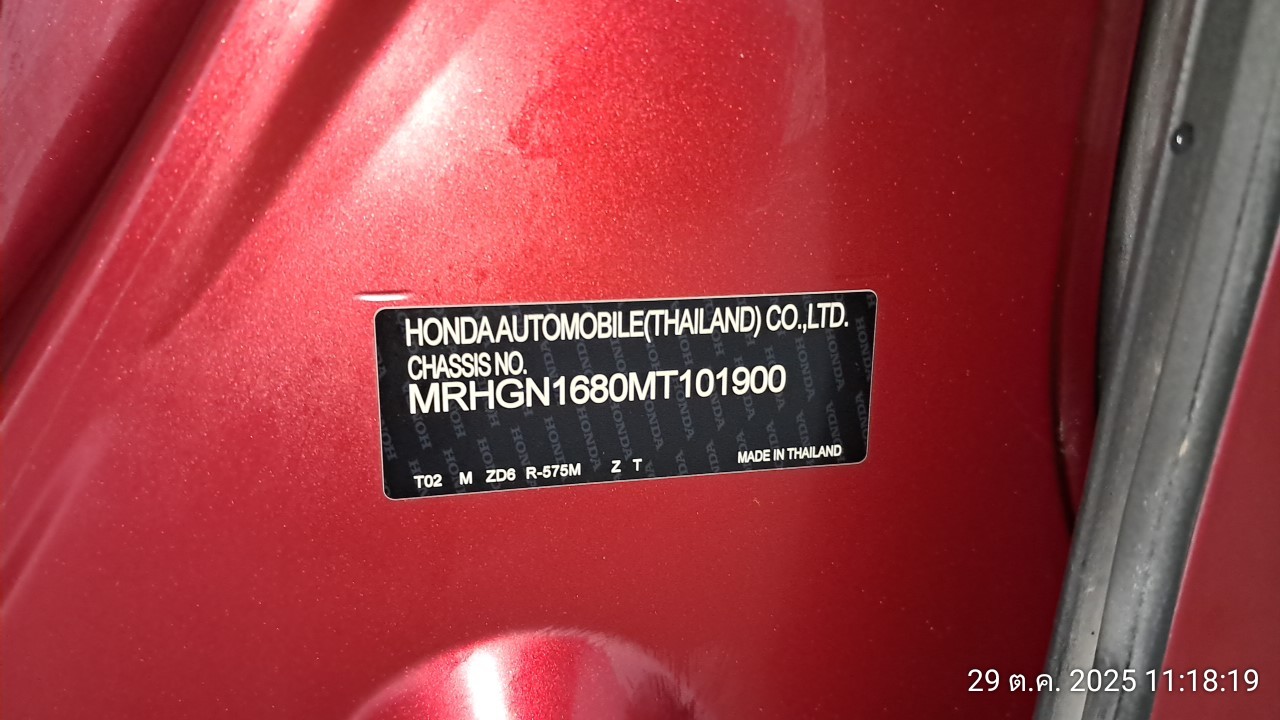 HONDA AUTOMOBILE(THAILAND) CO.,LTD.
CHASSIS NO.
MRHGN1680MT101900
T02 M ZD6 R-575M Z T
MADE IN THAILAND
29 ต.ค. 2025 11:18:19